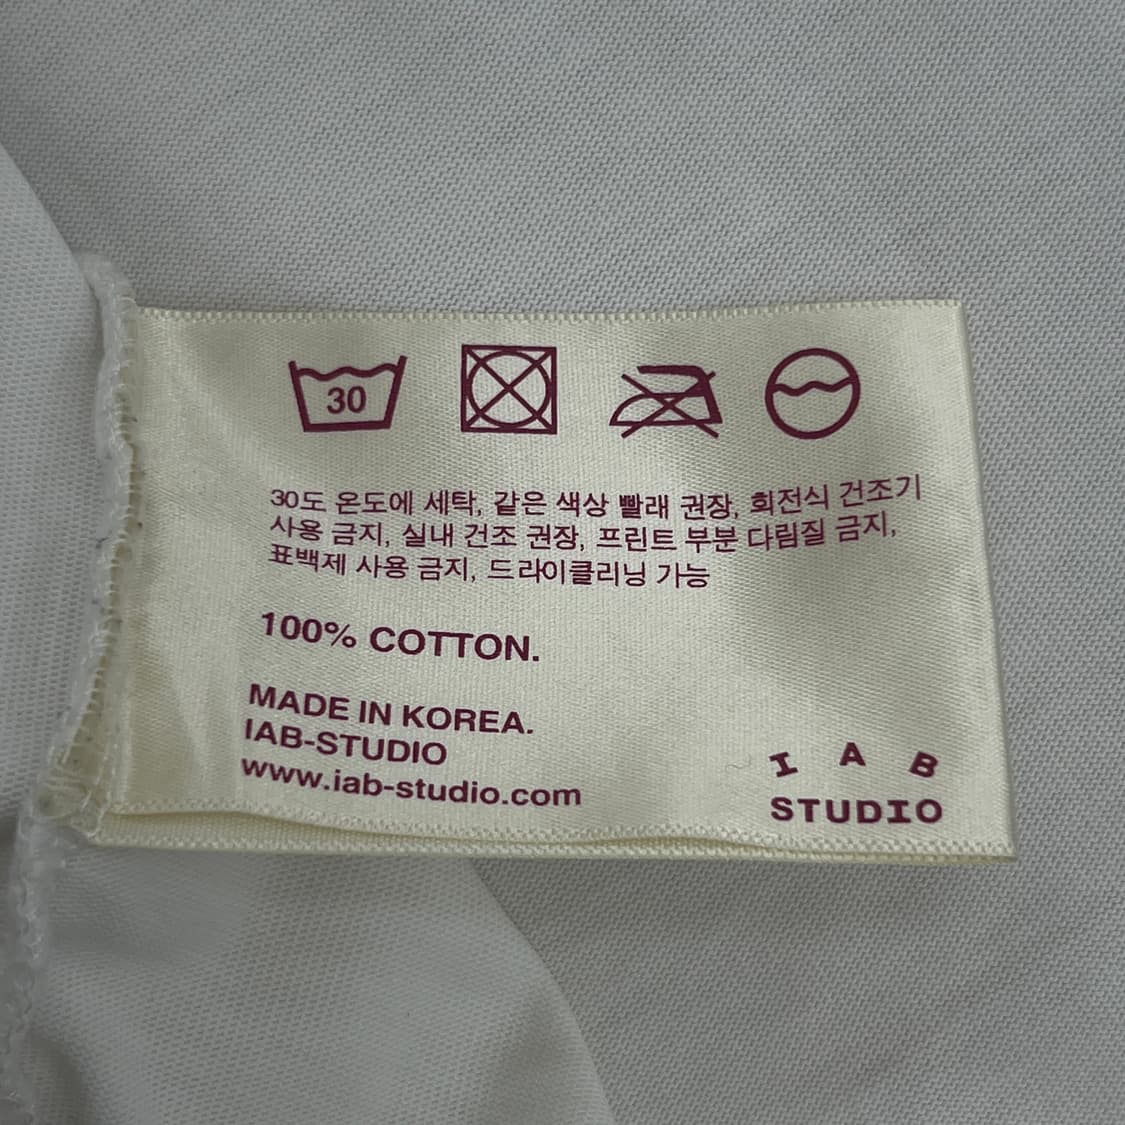 30
30도 온도에 세탁, 같은 색상 빨래 권장, 회전식 건조기
사용 금지, 실내 건조 권장, 프린트 부분 다림질 금지,
표백제 사용 금지, 드라이클리닝 가능
100% COTTON.
MADE IN KOREA.
IAB-STUDIO
www.iab-studio.com
I A B
STUDIO